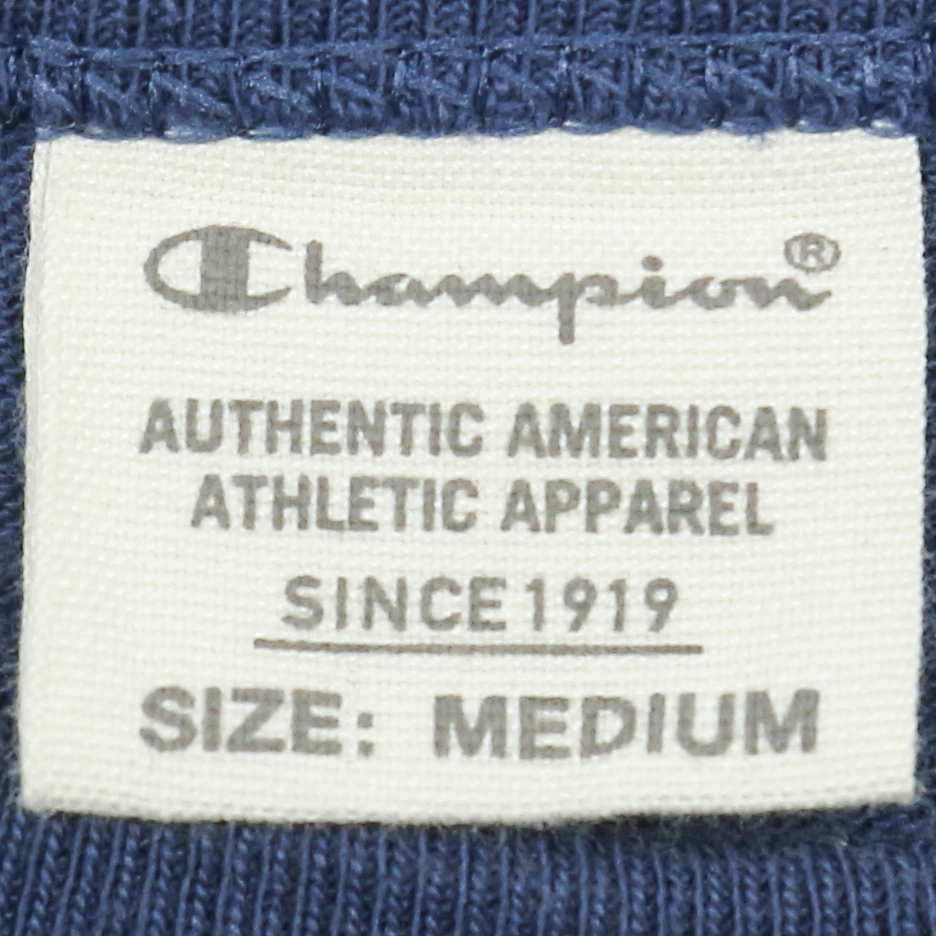 Champion®
AUTHENTIC AMERICAN
ATHLETIC APPAREL
SINCE 1919
SIZE: MEDIUM